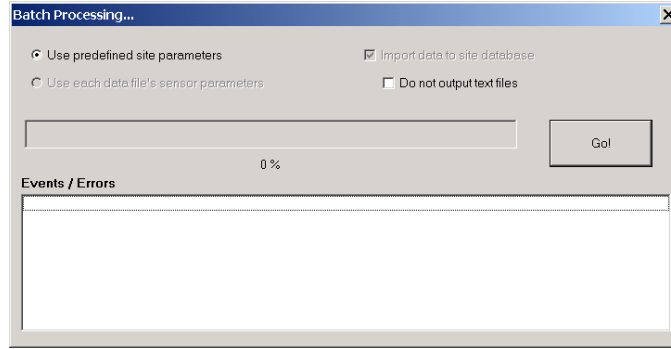 Batch Processing...
Use predefined site parameters
Import data to site database
Use each data file's sensor parameters
Do not output text files
Go!
0 %
Events / Errors